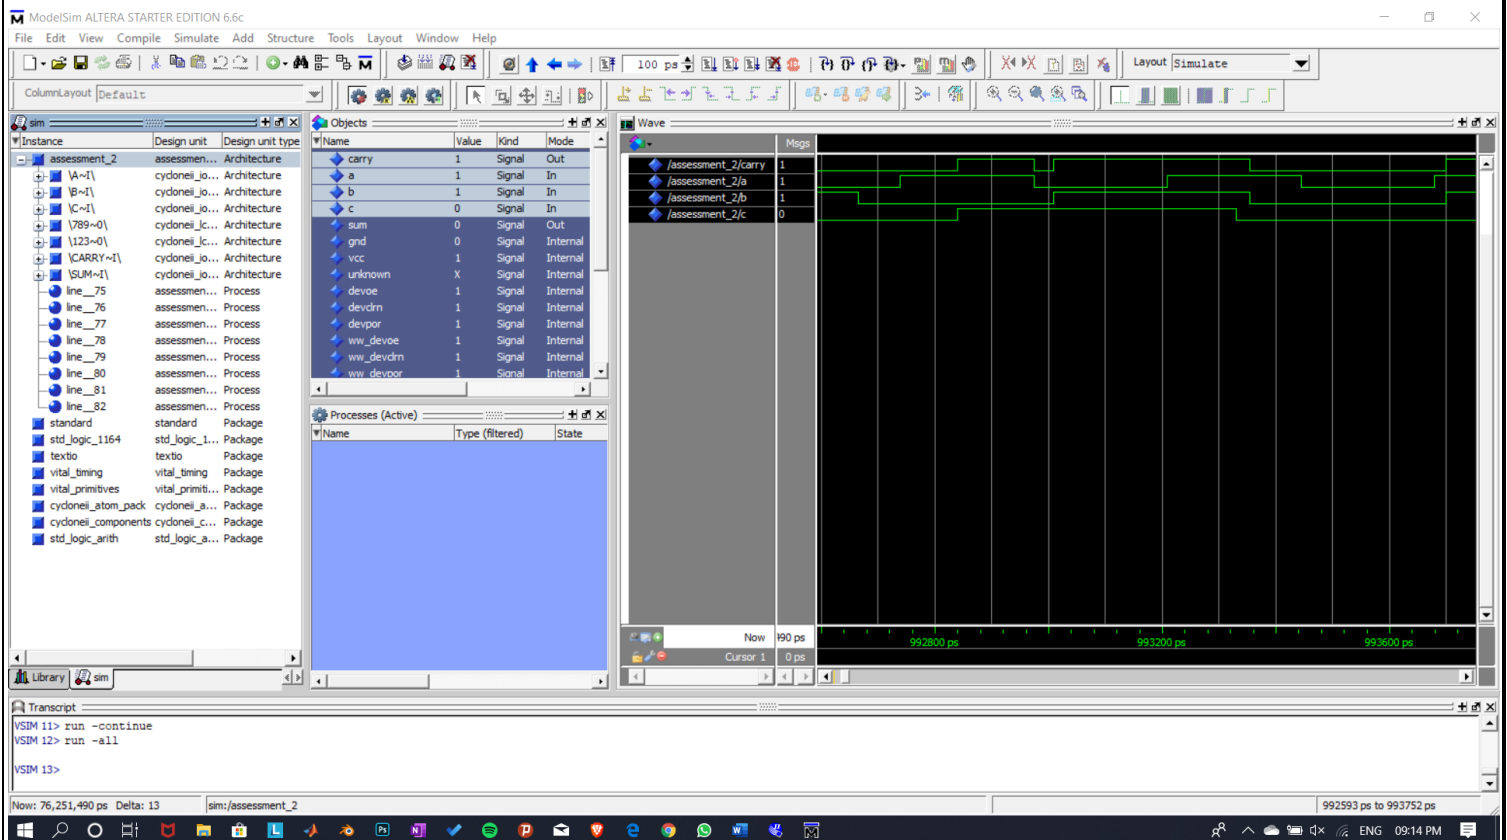 ModelSim ALTERA STARTER EDITION 6.6c
File Edit View Compile Simulate Add Structure Tools Layout Window Help
100 ps
Layout Simulate
ColumnLayout Default
sim
Instance Design unit Design unit type
assessment_2 assessmen... Architecture
\A~I\ cycloneii_io... Architecture
\B~I\ cycloneii_io... Architecture
\C~I\ cycloneii_io... Architecture
\789~0\ cycloneii_lc... Architecture
\123~0\ cycloneii_lc... Architecture
\CARRY~I\ cycloneii_io... Architecture
\SUM~I\ cycloneii_io... Architecture
line__75 assessmen... Process
line__76 assessmen... Process
line__77 assessmen... Process
line__78 assessmen... Process
line__79 assessmen... Process
line__80 assessmen... Process
line__81 assessmen... Process
line__82 assessmen... Process
standard standard Package
std_logic_1164 std_logic_1... Package
textio textio Package
vital_timing vital_timing Package
vital_primitives vital_primiti... Package
cycloneii_atom_pack cycloneii_a... Package
cycloneii_components cycloneii_c... Package
std_logic_arith std_logic_a... Package
Library sim
Objects
Name Value Kind Mode
carry 1 Signal Out
a 1 Signal In
b 1 Signal In
c 0 Signal In
sum 0 Signal Out
gnd 0 Signal Internal
vcc 1 Signal Internal
unknown X Signal Internal
devoe 1 Signal Internal
devclrn 1 Signal Internal
devpor 1 Signal Internal
ww_devoe 1 Signal Internal
ww_devclrn 1 Signal Internal
ww_devpor 1 Signal Internal
Processes (Active)
Name Type (filtered) State
Wave
Msgs
/assessment_2/carry 1
/assessment_2/a 1
/assessment_2/b 1
/assessment_2/c 0
Now 490 ps
992800 ps 993200 ps 993600 ps
Cursor 1 0 ps
Transcript
VSIM 11> run -continue
VSIM 12> run -all
VSIM 13>
Now: 76,251,490 ps Delta: 13 sim:/assessment_2 992593 ps to 993752 ps
ENG 09:14 PM